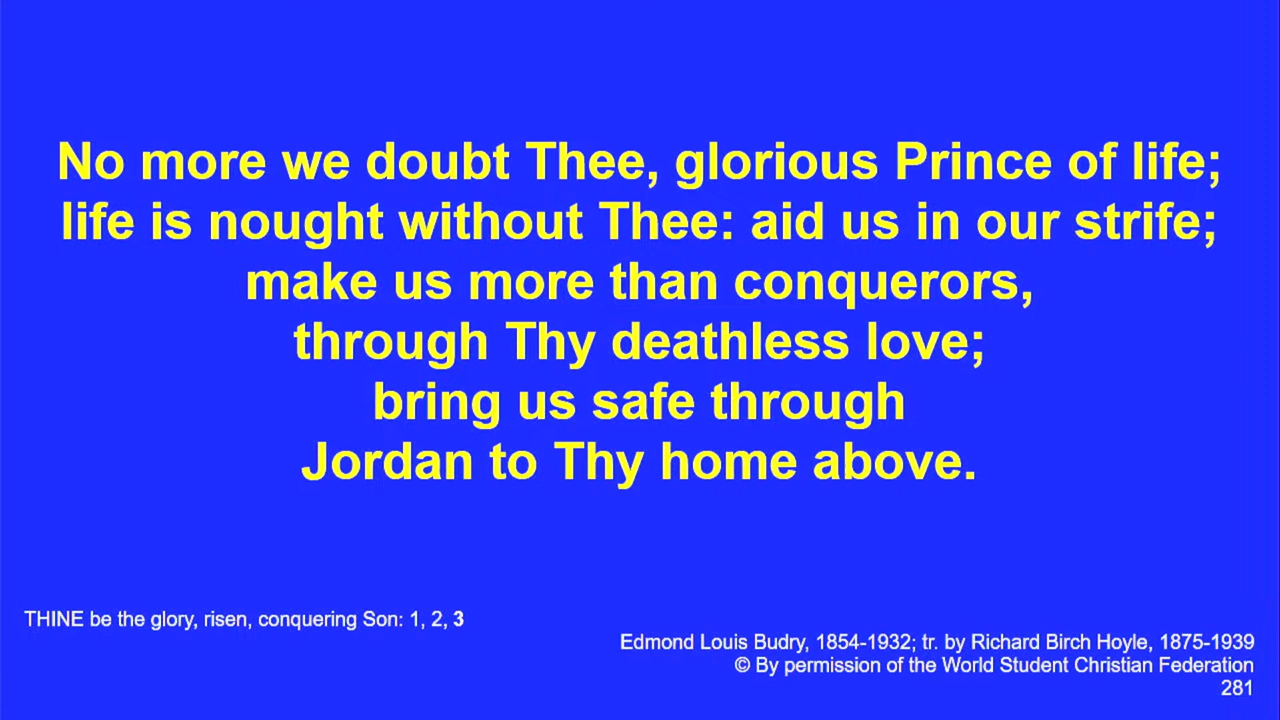 No more we doubt Thee, glorious Prince of life;
life is nought without Thee: aid us in our strife;
make us more than conquerors,
through Thy deathless love;
bring us safe through
Jordan to Thy home above.
THINE be the glory, risen, conquering Son: 1, 2, 3
Edmond Louis Budry, 1854-1932; tr. by Richard Birch Hoyle, 1875-1939
© By permission of the World Student Christian Federation
281